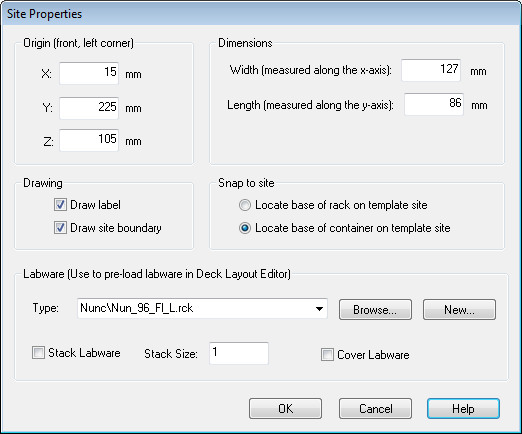 Site Properties
Origin (front, left corner)
X: 15 mm
Y: 225 mm
Z: 105 mm
Dimensions
Width (measured along the x-axis): 127 mm
Length (measured along the y-axis): 86 mm
Drawing
Draw label
Draw site boundary
Snap to site
Locate base of rack on template site
Locate base of container on template site
Labware (Use to pre-load labware in Deck Layout Editor)
Type: Nunc\Nun_96_Fl_L.rck Browse... New...
Stack Labware Stack Size: 1 Cover Labware
OK Cancel Help